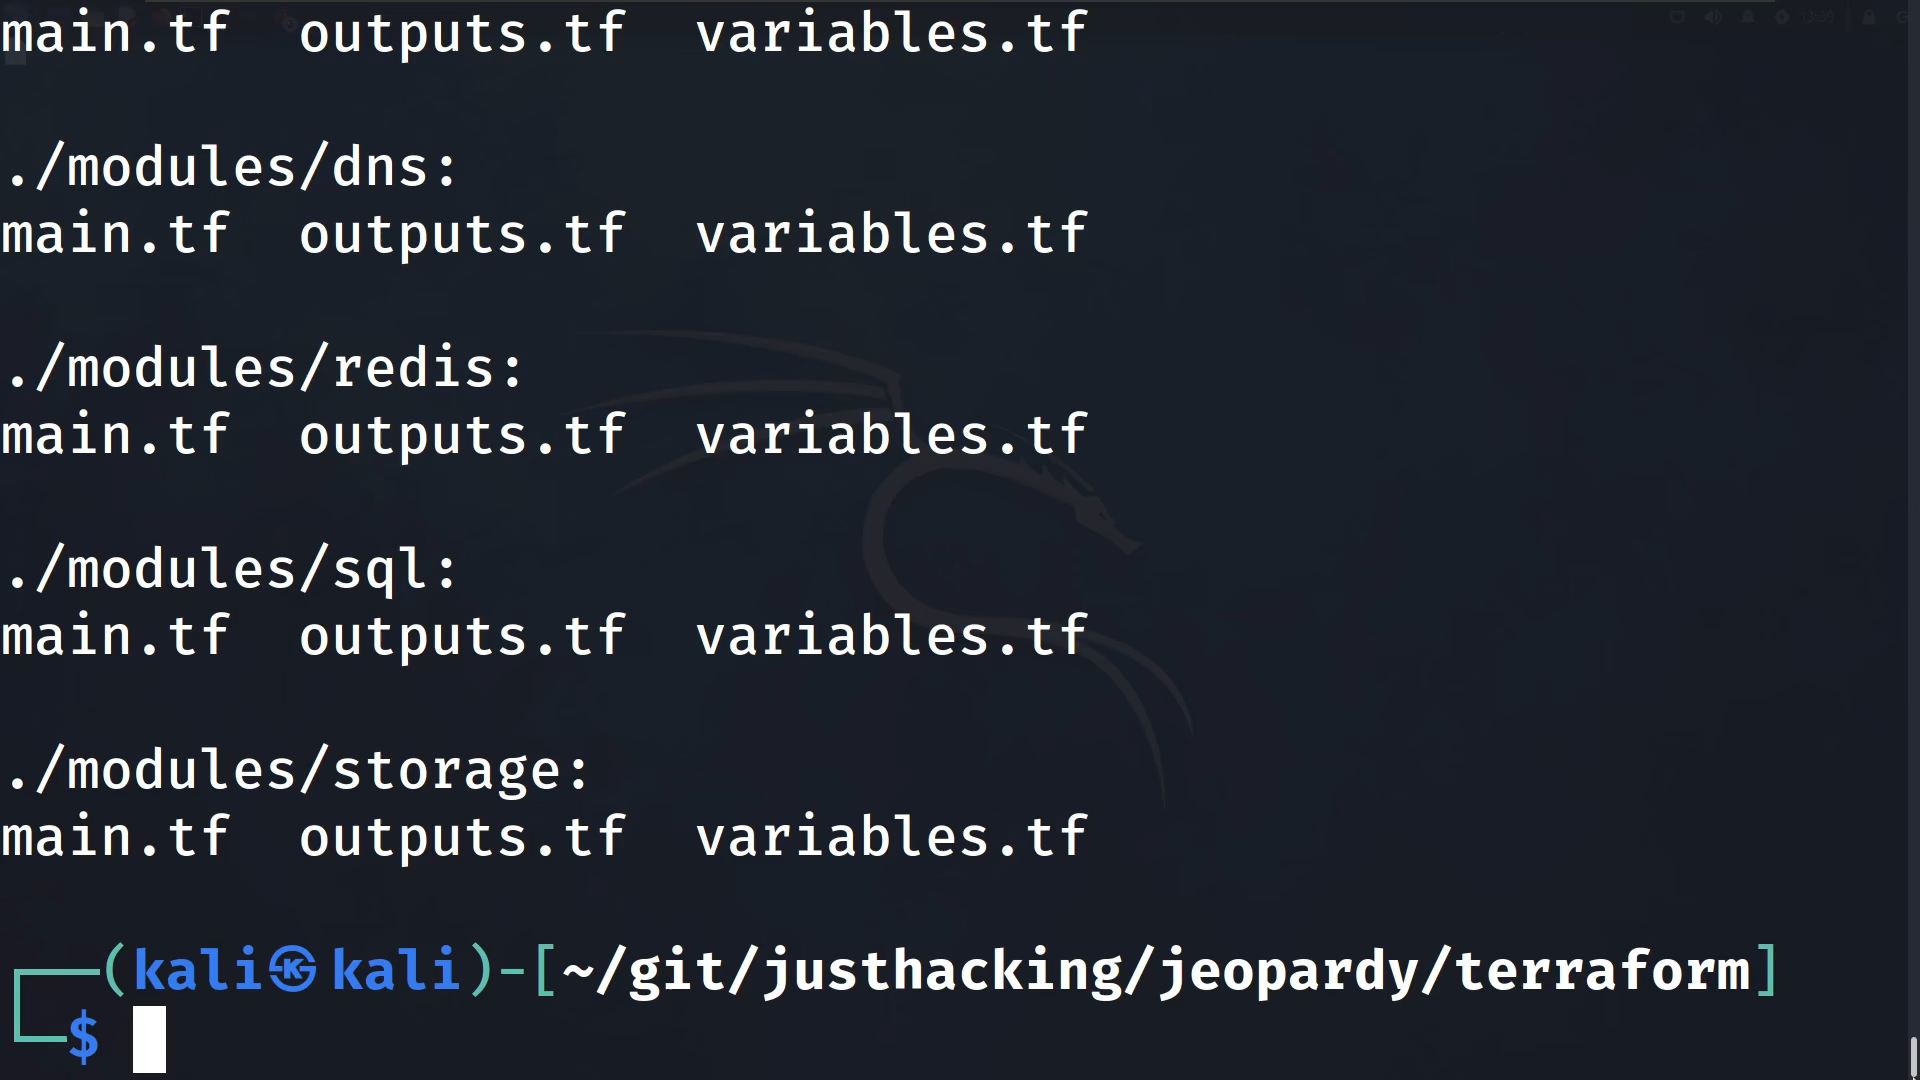 main.tf  outputs.tf  variables.tf
./modules/dns:
main.tf  outputs.tf  variables.tf
./modules/redis:
main.tf  outputs.tf  variables.tf
./modules/sql:
main.tf  outputs.tf  variables.tf
./modules/storage:
main.tf  outputs.tf  variables.tf
┌──(kali㉿kali)-[~/git/justhacking/jeopardy/terraform]
└─$